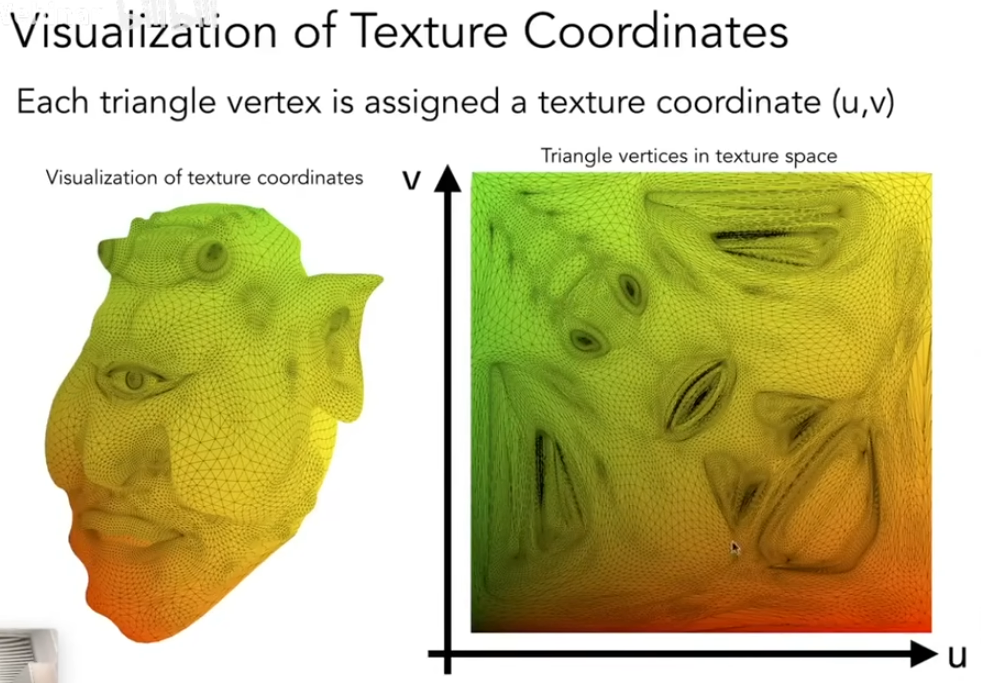 Visualization of Texture Coordinates
Each triangle vertex is assigned a texture coordinate (u,v)
Visualization of texture coordinates
Triangle vertices in texture space
v
u